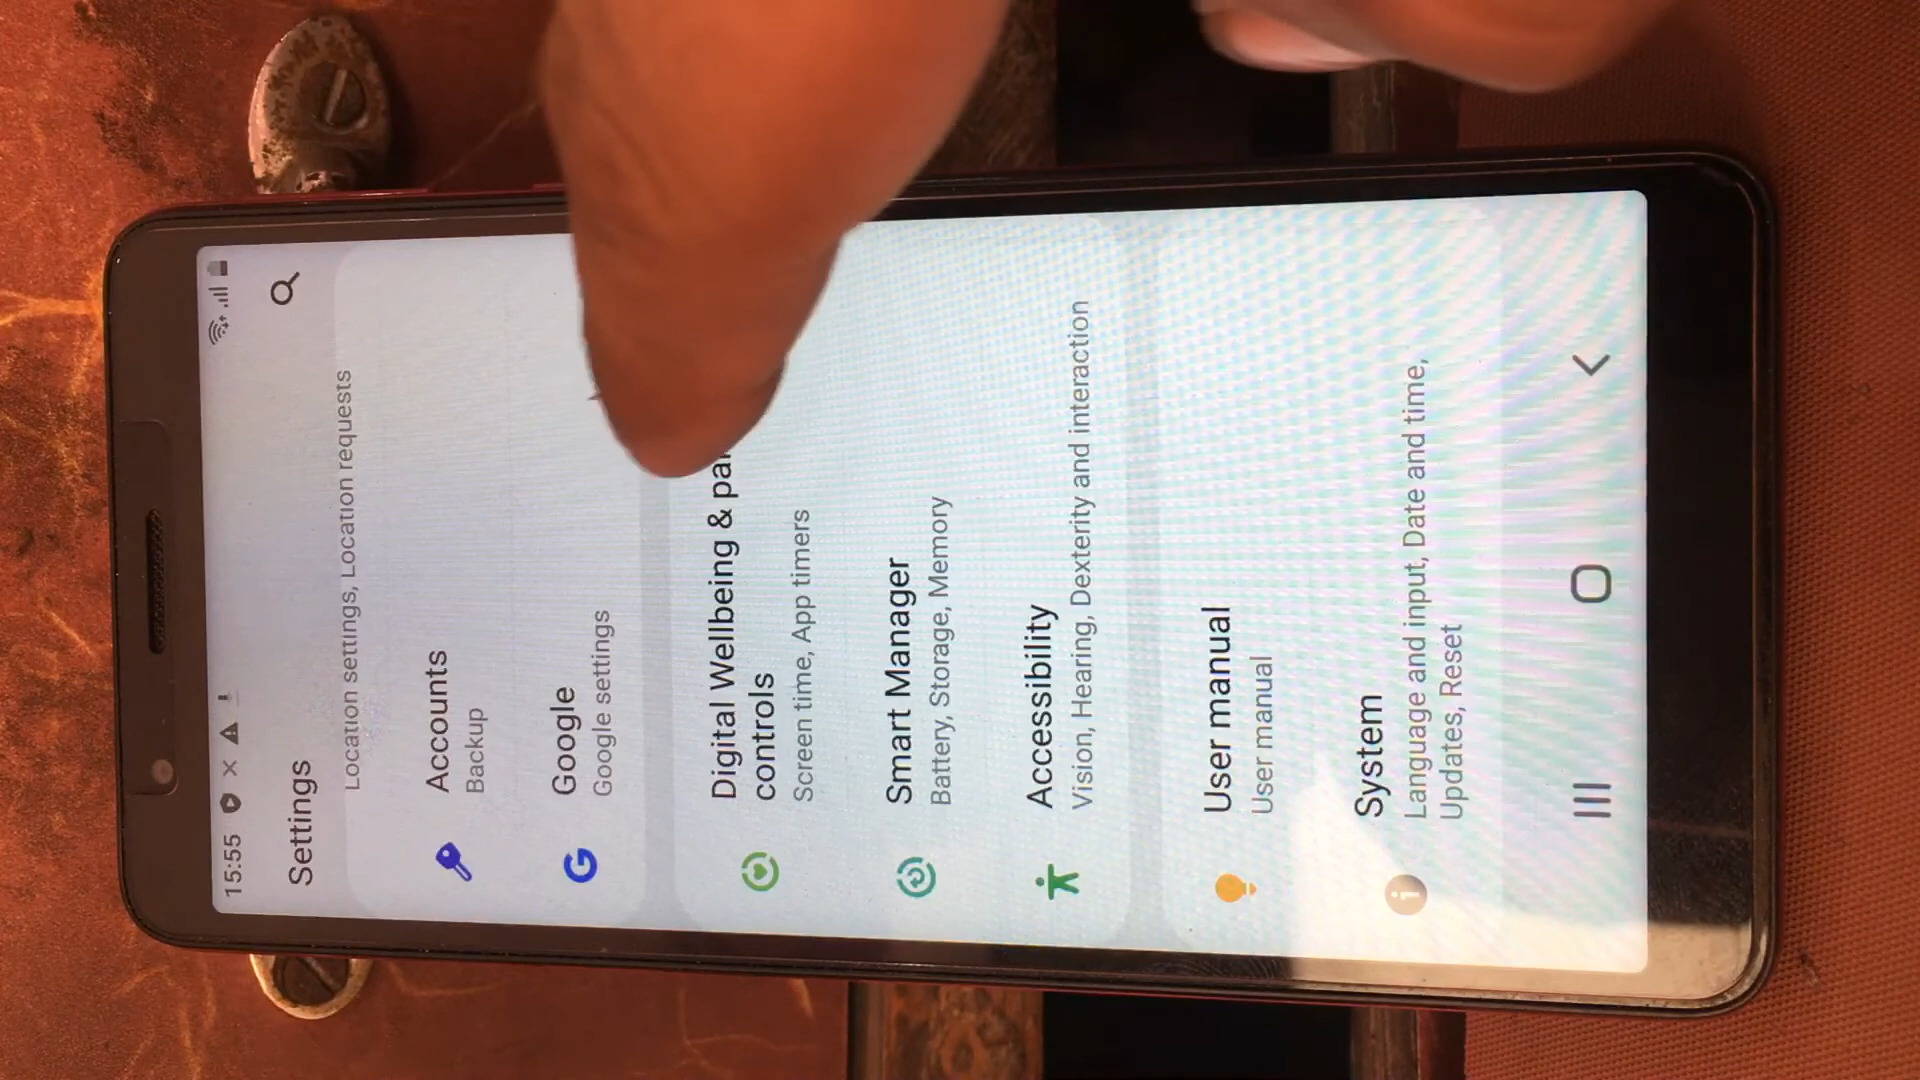 15:55
Settings
Location settings, Location requests
Accounts
Backup
Google
Google settings
Digital Wellbeing &
controls
Screen time, App timers
Smart Manager
Battery, Storage, Memory
Accessibility
Vision, Hearing, Dexterity and interaction
User manual
User manual
System
Language and input, Date and time,
Updates, Reset